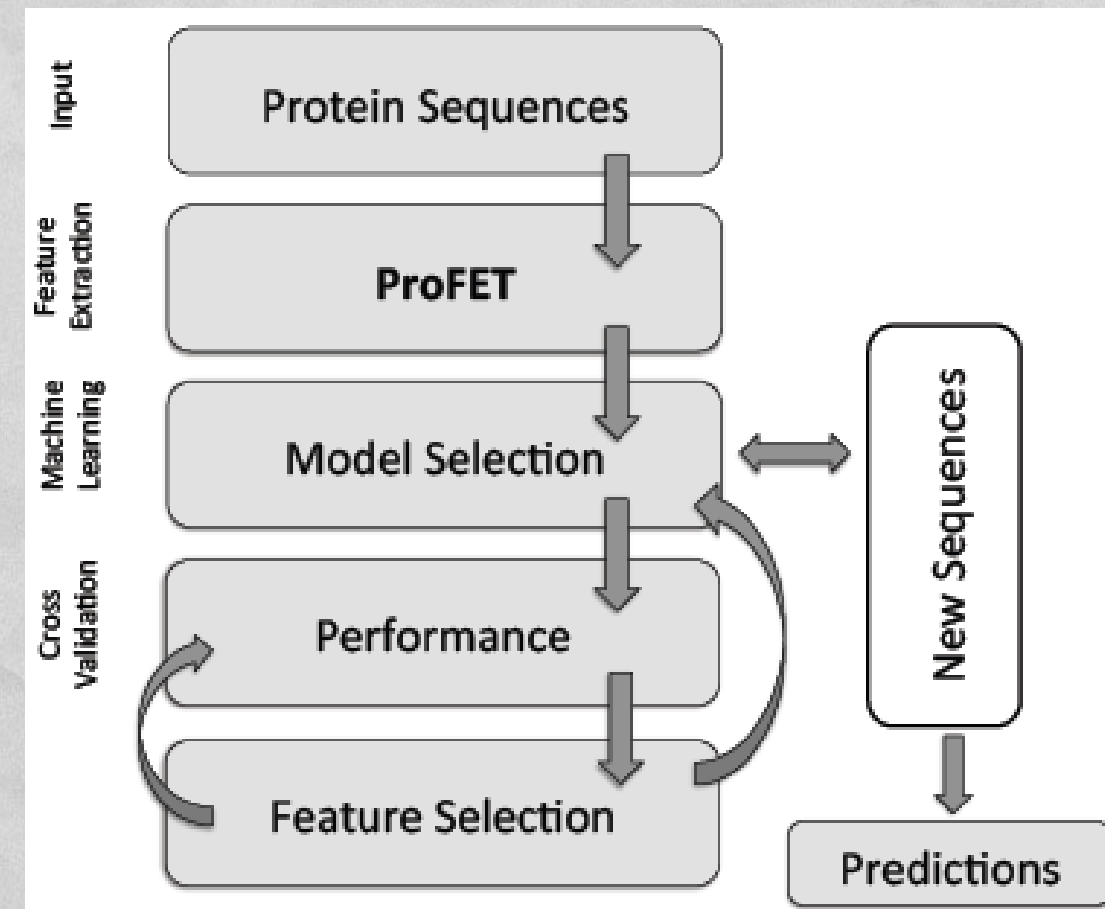 Input
Protein Sequences
Feature
Extraction
ProFET
Machine
Learning
Model Selection
New Sequences
Cross
Validation
Performance
Feature Selection
Predictions